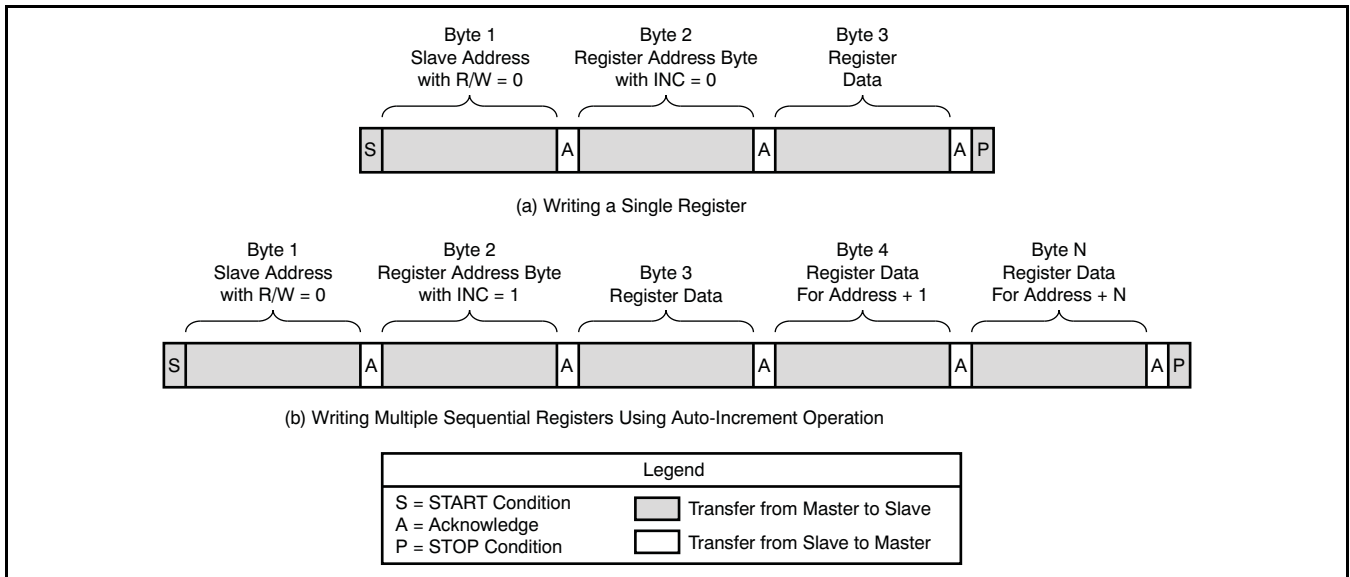 Byte 1
Slave Address
with R/W = 0
Byte 2
Register Address Byte
with INC = 0
Byte 3
Register
Data
S A A A P
(a) Writing a Single Register
Byte 1
Slave Address
with R/W = 0
Byte 2
Register Address Byte
with INC = 1
Byte 3
Register Data
Byte 4
Register Data
For Address + 1
Byte N
Register Data
For Address + N
S A A A A A P
(b) Writing Multiple Sequential Registers Using Auto-Increment Operation
Legend
S = START Condition
A = Acknowledge
P = STOP Condition
Transfer from Master to Slave
Transfer from Slave to Master